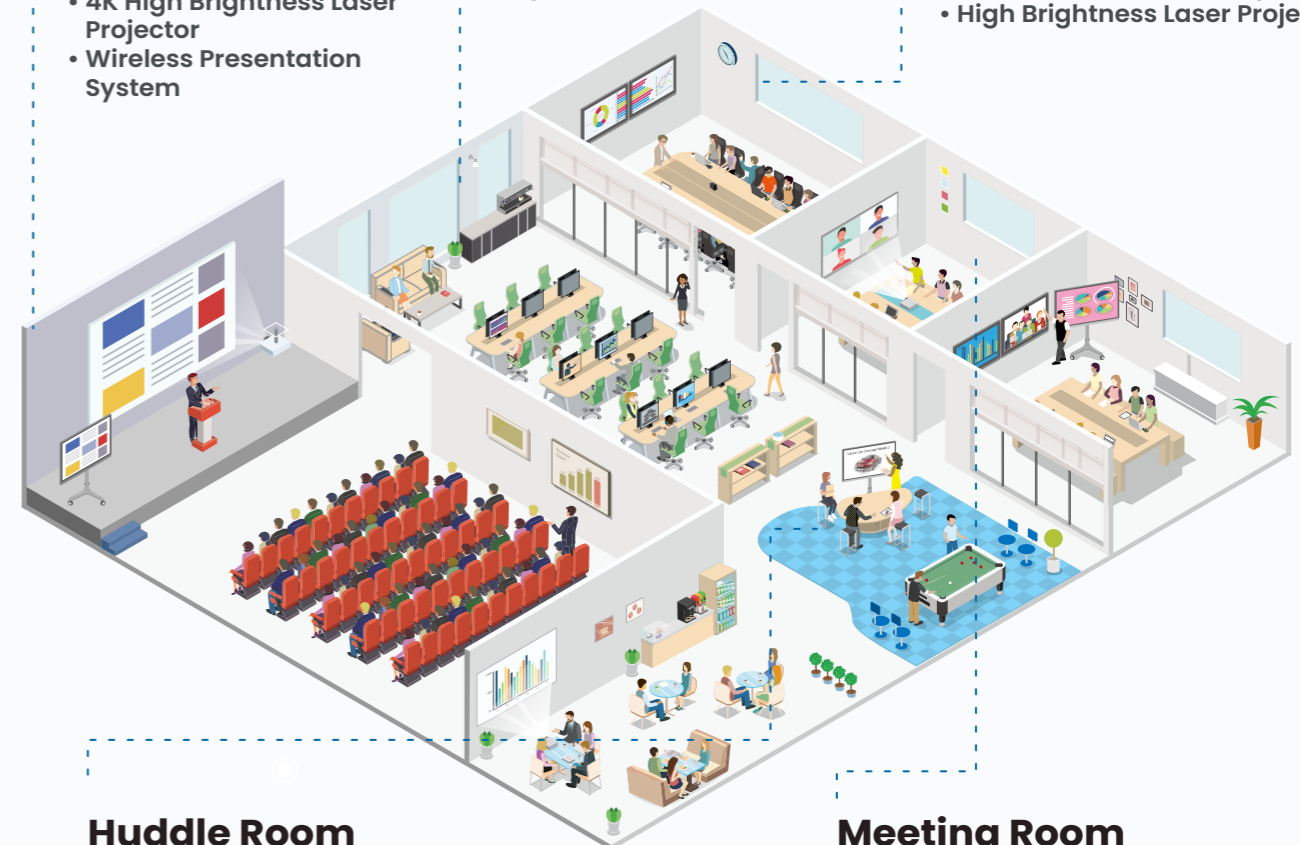 • 4K High Brightness Laser
Projector
• Wireless Presentation
System
• High Brightness Laser Proje
Huddle Room
Meeting Room